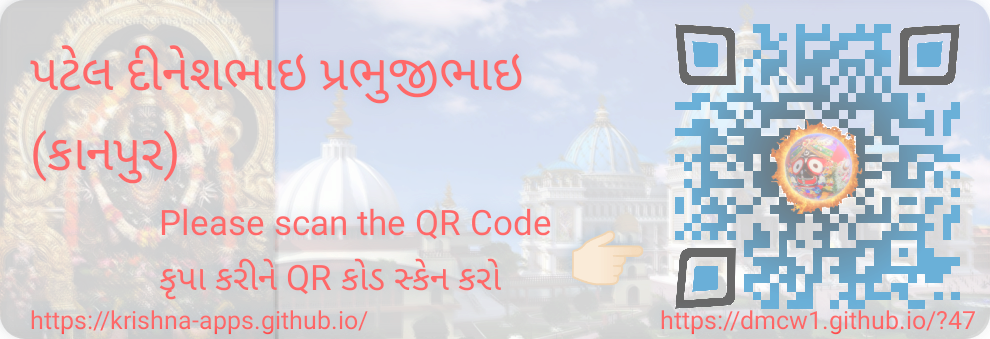 પટેલ દીનેશભાઇ પ્રભુજીભાઇ
(કાનપુર)
Please scan the QR Code
કૃપા કરીને QR કોડ સ્કેન કરો
https://krishna-apps.github.io/
https://dmcw1.github.io/?47